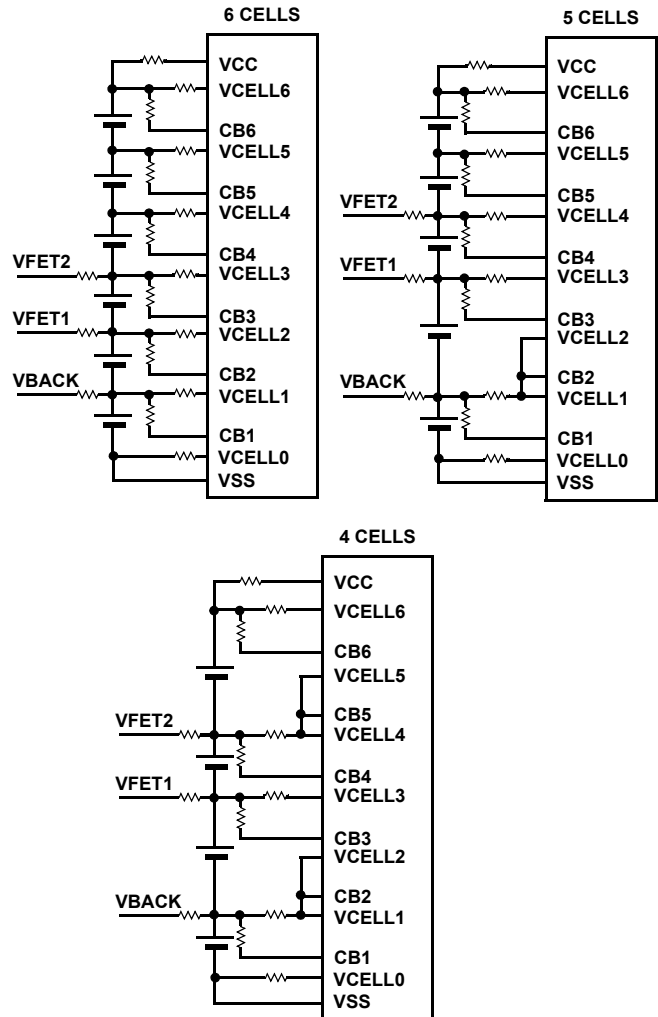 6 CELLS
VCC
VCELL6
CB6
VCELL5
CB5
VCELL4
CB4
VFET2
VCELL3
CB3
VFET1
VCELL2
CB2
VBACK
VCELL1
CB1
VCELL0
VSS
5 CELLS
VCC
VCELL6
CB6
VCELL5
CB5
VFET2
VCELL4
CB4
VFET1
VCELL3
CB3
VCELL2
CB2
VBACK
VCELL1
CB1
VCELL0
VSS
4 CELLS
VCC
VCELL6
CB6
VCELL5
CB5
VFET2
VCELL4
CB4
VFET1
VCELL3
CB3
VCELL2
CB2
VBACK
VCELL1
CB1
VCELL0
VSS